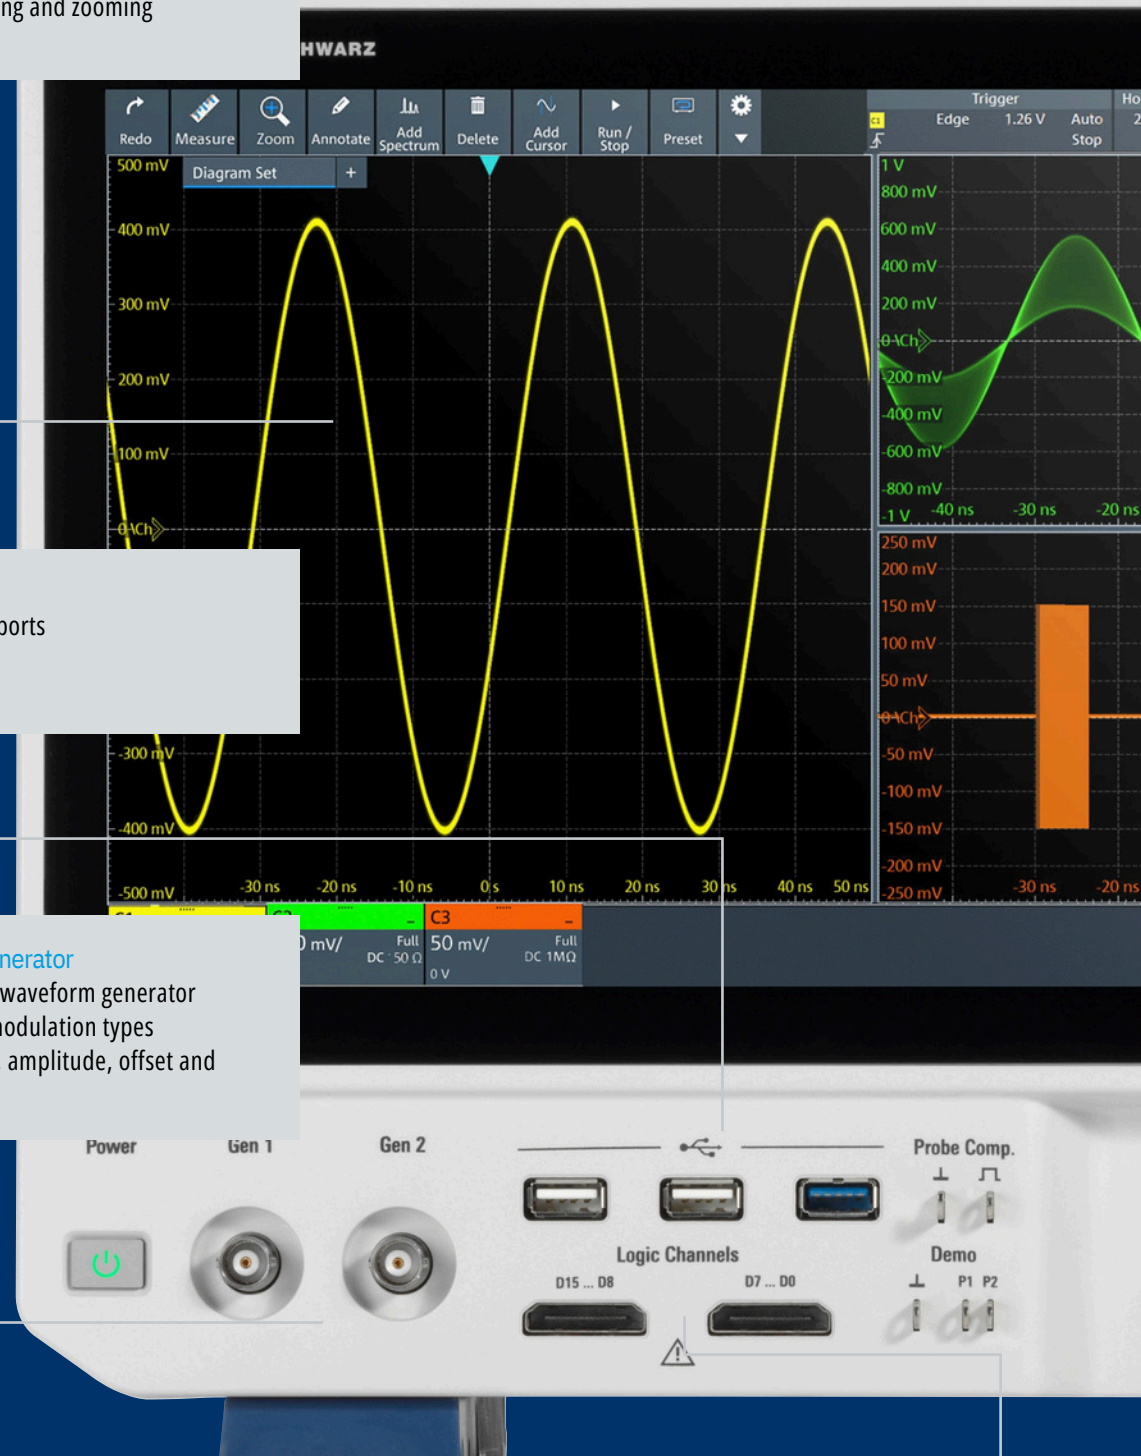 ng and zooming
HWARZ
Redo
Measure
Zoom
Annotate
Add Spectrum
Delete
Add Cursor
Run / Stop
Preset
Trigger
Ho
C1
Edge
1.26 V
Auto
2
Stop
Diagram Set
+
500 mV
400 mV
300 mV
200 mV
100 mV
0\Ch
-300 mV
-400 mV
-500 mV
-30 ns
-20 ns
-10 ns
0 s
10 ns
20 ns
30 ns
40 ns
50 ns
1 V
800 mV
600 mV
400 mV
200 mV
0\Ch
-200 mV
-400 mV
-600 mV
-800 mV
-1 V
-40 ns
-30 ns
-20 ns
250 mV
200 mV
150 mV
100 mV
50 mV
0\Ch
-50 mV
-100 mV
-150 mV
-200 mV
-250 mV
-30 ns
-20 ns
ports
C3
0 mV/
Full
DC 50 Ω
50 mV/
Full
DC 1MΩ
0 V
nerator
waveform generator
modulation types
, amplitude, offset and
Power
Gen 1
Gen 2
Probe Comp.
Logic Channels
Demo
D15 ... D8
D7 ... D0
P1 P2